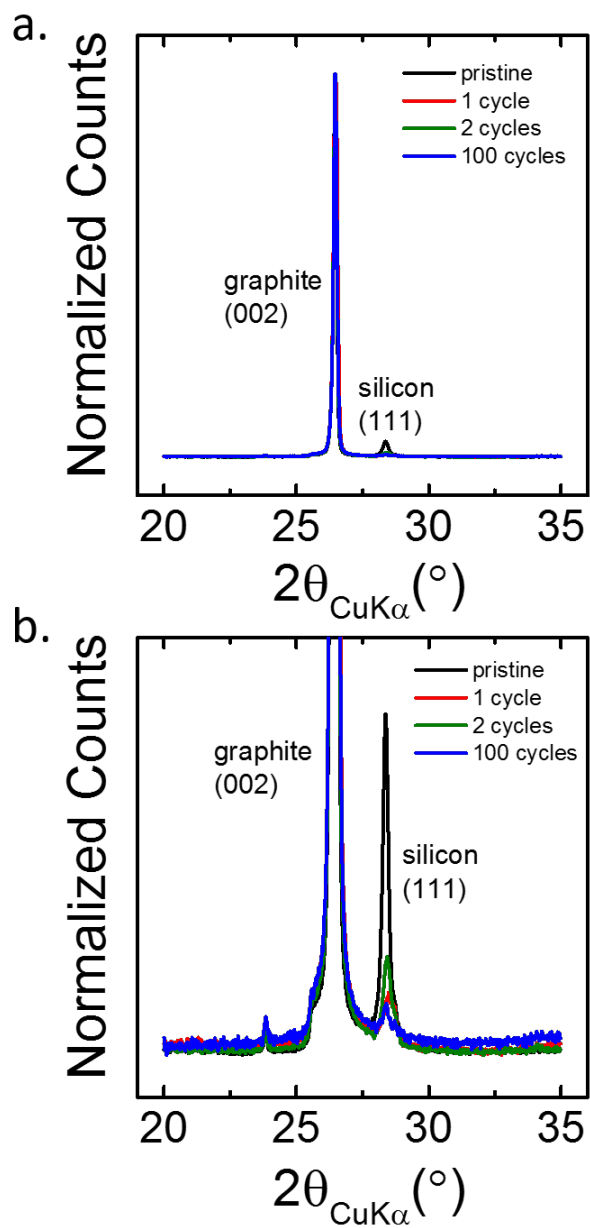 a.
Normalized Counts
pristine
1 cycle
2 cycles
100 cycles
graphite
(002)
silicon
(111)
20 25 30 35
2θCuKα(°)
b.
Normalized Counts
pristine
1 cycle
2 cycles
100 cycles
graphite
(002)
silicon
(111)
20 25 30 35
2θCuKα(°)